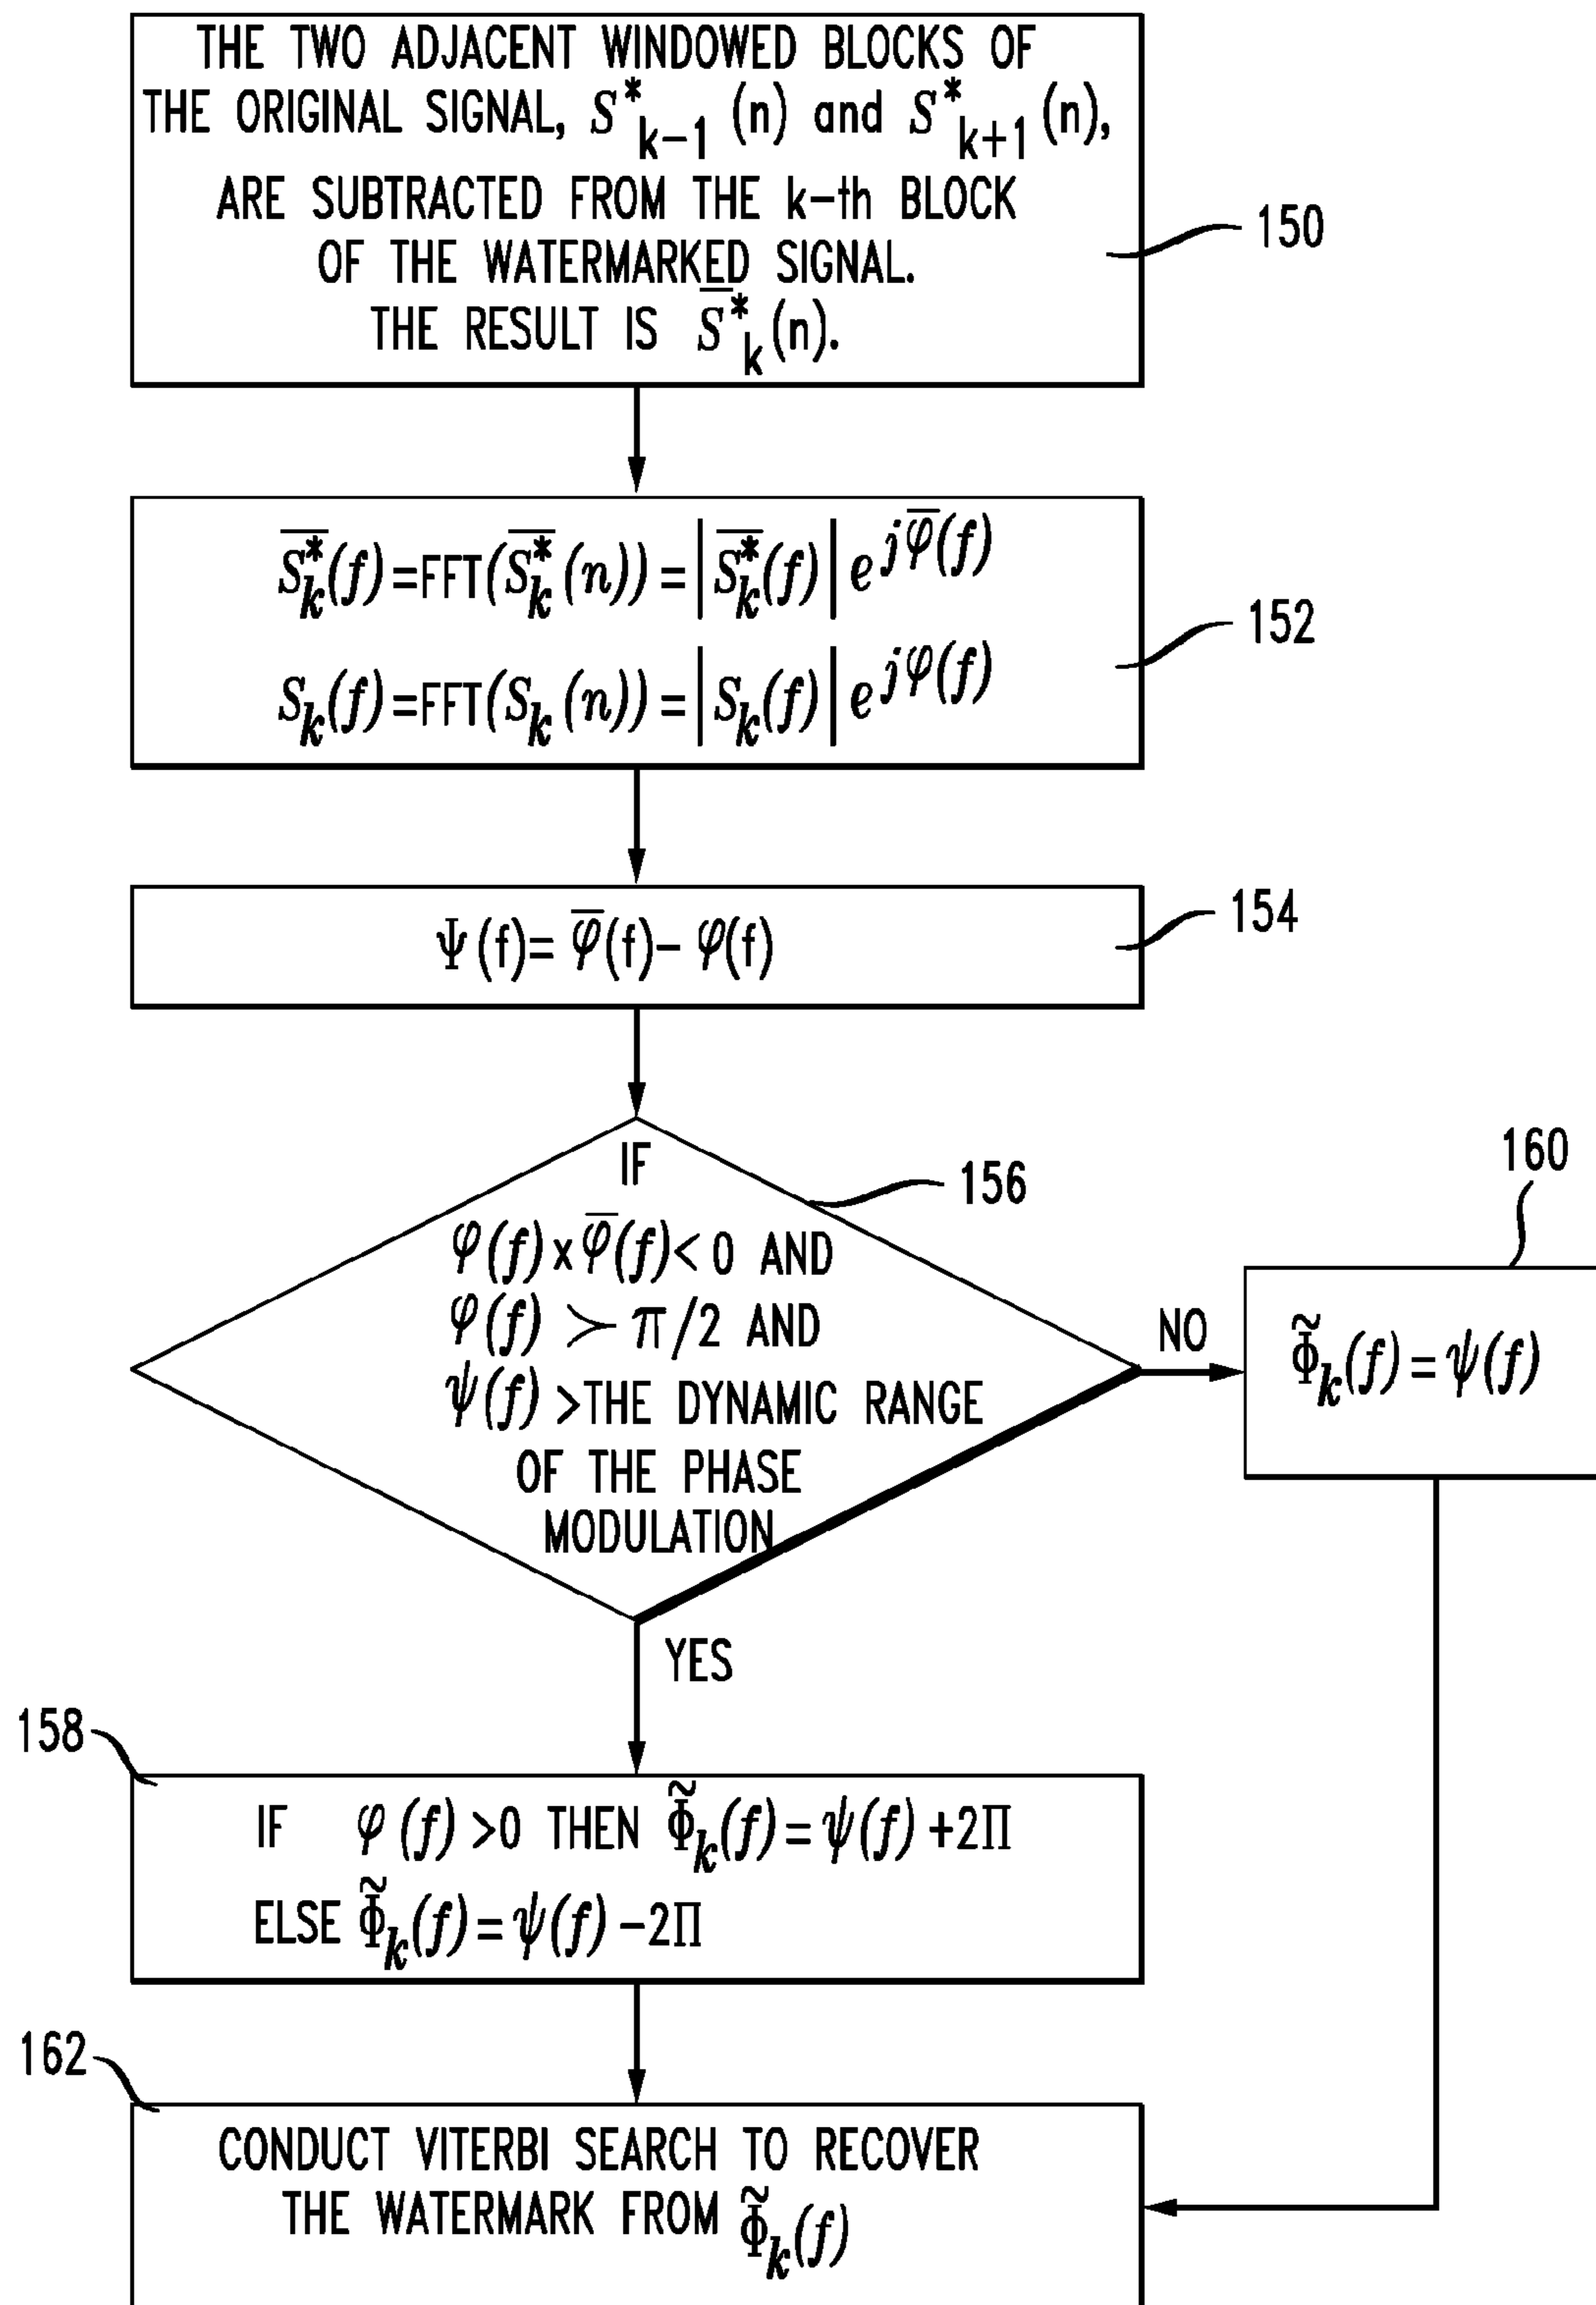 THE TWO ADJACENT WINDOWED BLOCKS OF
THE ORIGINAL SIGNAL, S*k−1 (n) and S*k+1 (n),
ARE SUBTRACTED FROM THE k−th BLOCK
OF THE WATERMARKED SIGNAL.
THE RESULT IS S̅*k(n).
150
S̅*k(f)=FFT(S̅*k(n))=|S̅*k(f)| e^jφ̅(f)
Sk(f)=FFT(Sk(n))=|Sk(f)| e^jφ(f)
152
Ψ(f)= φ̅(f)− φ(f)
154
IF
156
φ(f)xφ̅(f)< 0 AND
φ(f) ≻ π/2 AND
ψ(f) >THE DYNAMIC RANGE
OF THE PHASE
MODULATION
NO
160
Φ̃k(f)=ψ(f)
YES
158
IF φ(f)>0 THEN Φ̃k(f)=ψ(f)+2Π
ELSE Φ̃k(f)=ψ(f)−2Π
162
CONDUCT VITERBI SEARCH TO RECOVER
THE WATERMARK FROM Φ̃k(f)